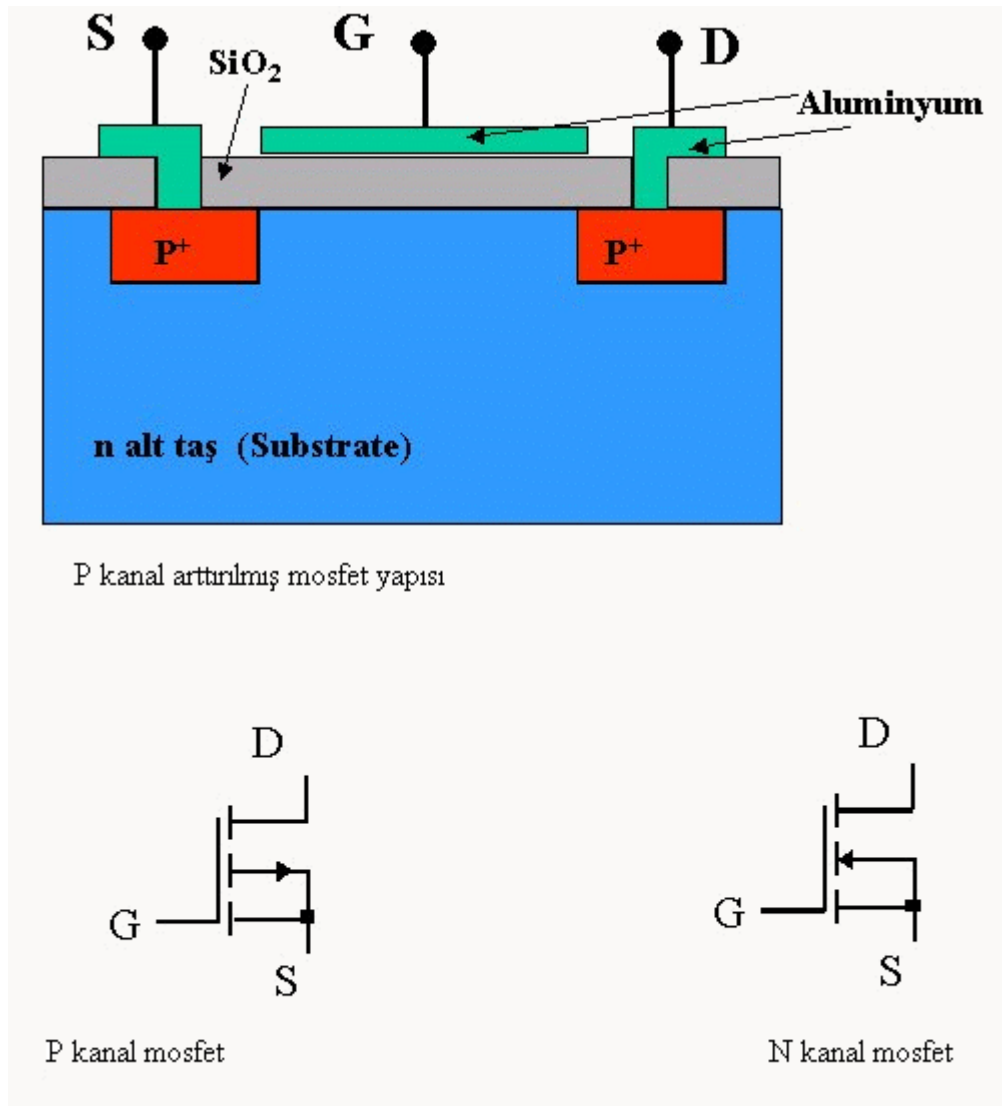 S G D
SiO₂
Aluminyum
P⁺ P⁺
n alt taş (Substrate)
P kanal arttırılmış mosfet yapısı
D D
G G
S S
P kanal mosfet N kanal mosfet